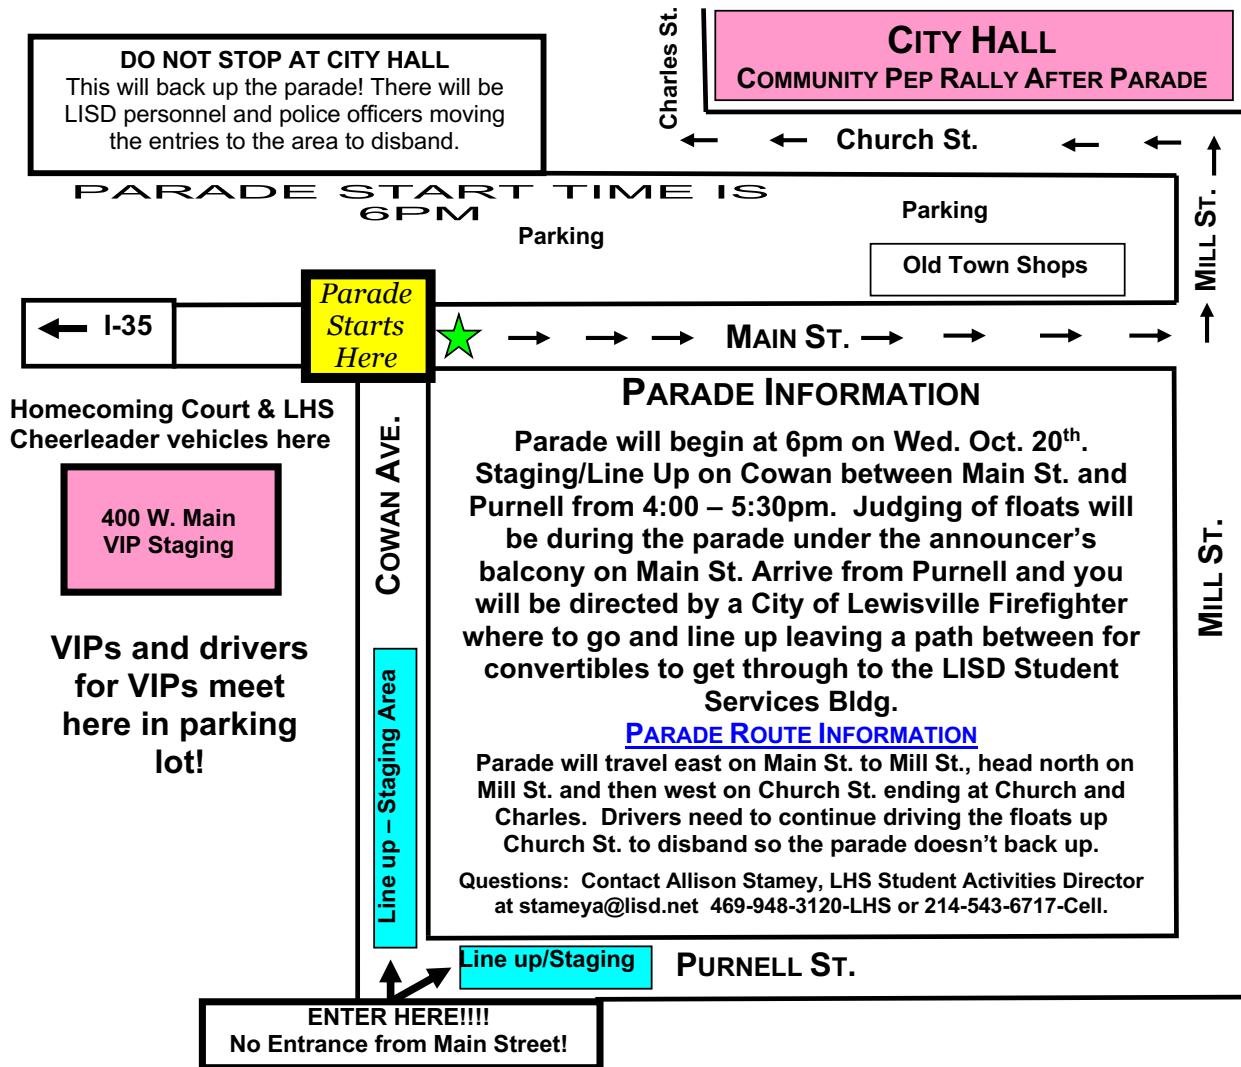 DO NOT STOP AT CITY HALL
This will back up the parade! There will be
LISD personnel and police officers moving
the entries to the area to disband.
Charles St.
CITY HALL
COMMUNITY PEP RALLY AFTER PARADE
Church St.
PARADE START TIME IS
6PM
Parking
Parking
Old Town Shops
MILL ST.
I-35
Parade
Starts
Here
MAIN ST.
Homecoming Court & LHS
Cheerleader vehicles here
400 W. Main
VIP Staging
VIPs and drivers
for VIPs meet
here in parking
lot!
COWAN AVE.
Line up – Staging Area
PARADE INFORMATION
Parade will begin at 6pm on Wed. Oct. 20th.
Staging/Line Up on Cowan between Main St. and
Purnell from 4:00 – 5:30pm.  Judging of floats will
be during the parade under the announcer’s
balcony on Main St. Arrive from Purnell and you
will be directed by a City of Lewisville Firefighter
where to go and line up leaving a path between for
convertibles to get through to the LISD Student
Services Bldg.
PARADE ROUTE INFORMATION
Parade will travel east on Main St. to Mill St., head north on
Mill St. and then west on Church St. ending at Church and
Charles.  Drivers need to continue driving the floats up
Church St. to disband so the parade doesn’t back up.
Questions:  Contact Allison Stamey, LHS Student Activities Director
at stameya@lisd.net  469-948-3120-LHS or 214-543-6717-Cell.
MILL ST.
Line up/Staging
PURNELL ST.
ENTER HERE!!!!
No Entrance from Main Street!